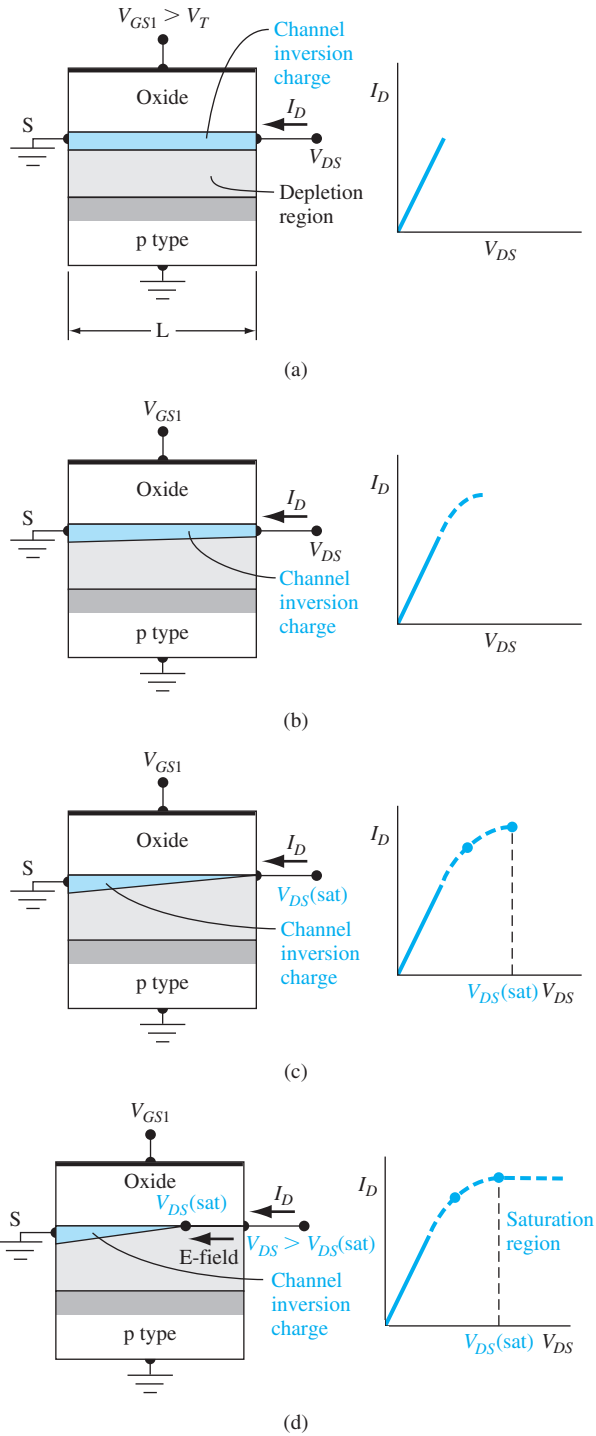 V_GS1 > V_T
Channel
inversion
charge
Oxide
I_D
S
V_DS
Depletion
region
p type
L
I_D
V_DS
(a)
V_GS1
Oxide
I_D
S
V_DS
Channel
inversion
charge
p type
I_D
V_DS
(b)
V_GS1
Oxide
I_D
S
V_DS(sat)
Channel
inversion
charge
p type
I_D
V_DS(sat) V_DS
(c)
V_GS1
Oxide
V_DS(sat)
I_D
S
V_DS > V_DS(sat)
E-field
Channel
inversion
charge
p type
I_D
Saturation
region
V_DS(sat) V_DS
(d)